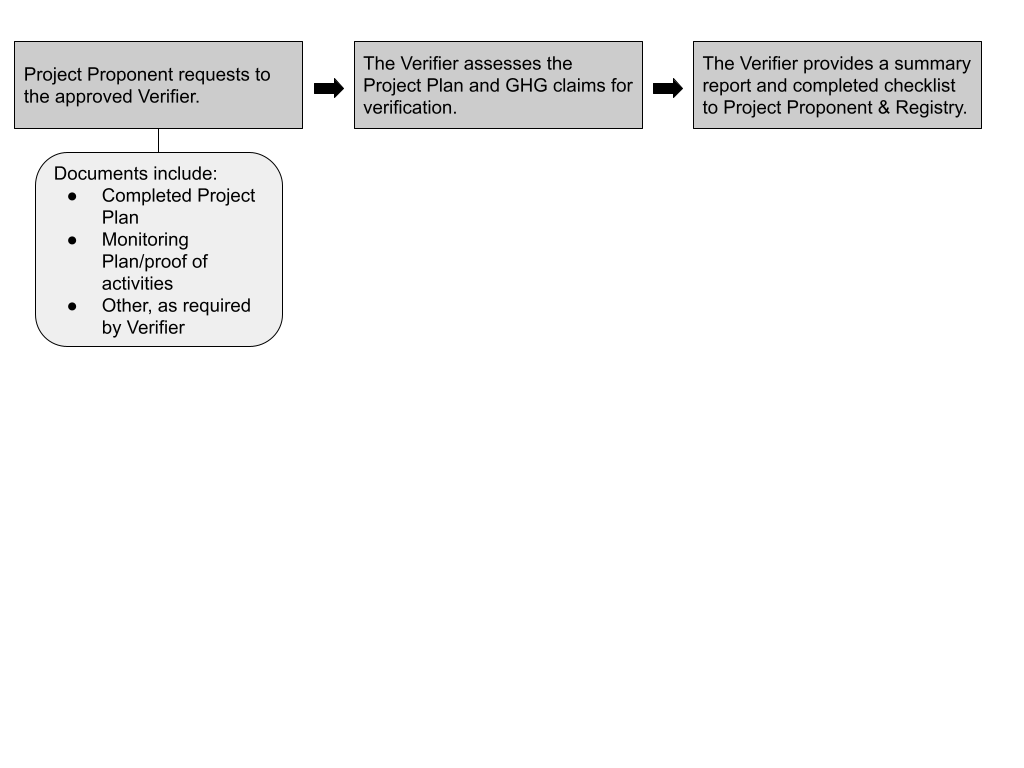 Project Proponent requests to
the approved Verifier.
The Verifier assesses the
Project Plan and GHG claims for
verification.
The Verifier provides a summary
report and completed checklist
to Project Proponent & Registry.
Documents include:
● Completed Project
Plan
● Monitoring
Plan/proof of
activities
● Other, as required
by Verifier